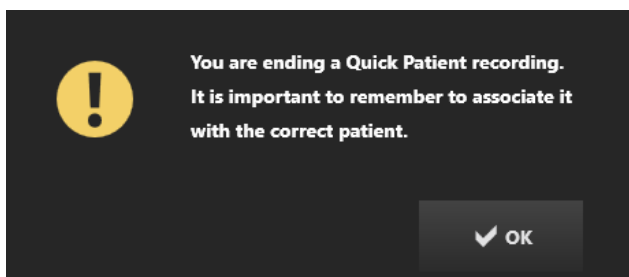 You are ending a Quick Patient recording.
It is important to remember to associate it
with the correct patient.
OK